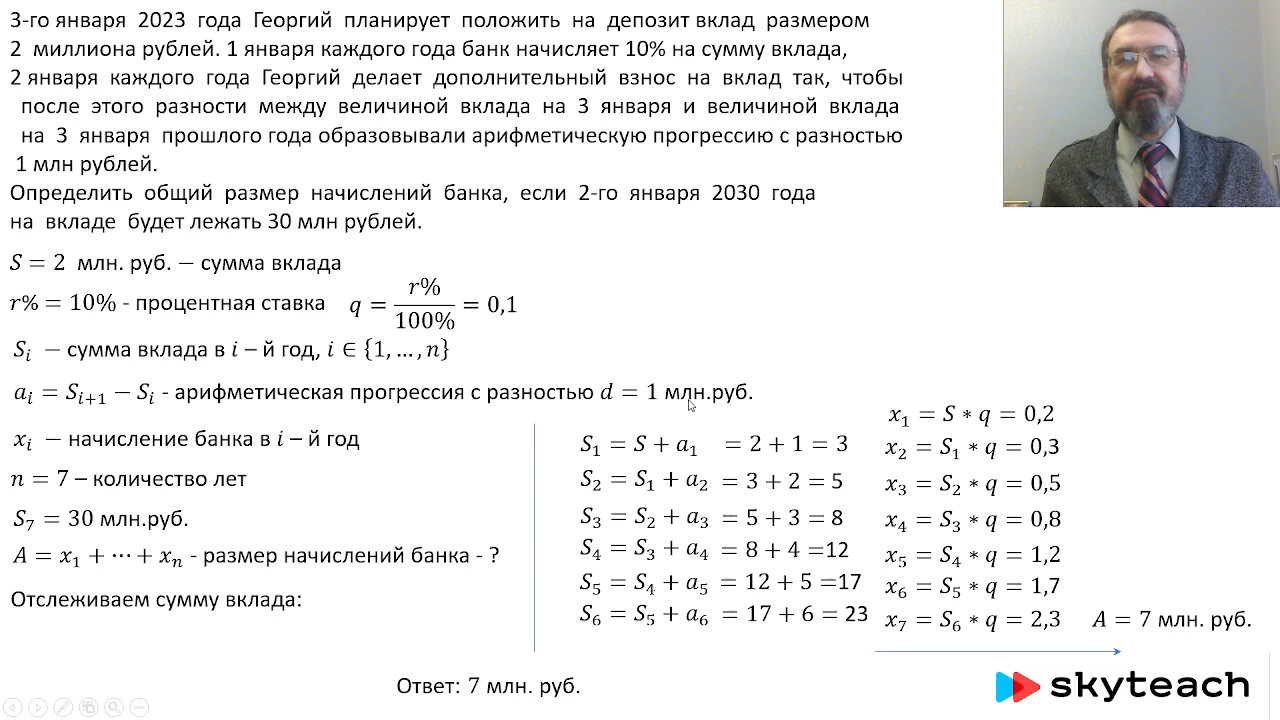 3-го января 2023 года Георгий планирует положить на депозит вклад размером
2 миллиона рублей. 1 января каждого года банк начисляет 10% на сумму вклада,
2 января каждого года Георгий делает дополнительный взнос на вклад так, чтобы
после этого разности между величиной вклада на 3 января и величиной вклада
на 3 января прошлого года образовывали арифметическую прогрессию с разностью
1 млн рублей.
Определить общий размер начислений банка, если 2-го января 2030 года
на вкладе будет лежать 30 млн рублей.
S = 2 млн. руб. − сумма вклада
r% = 10% - процентная ставка q = r%/100% = 0,1
S_i − сумма вклада в i – й год, i ∈ {1, … , n}
a_i = S_{i+1} − S_i - арифметическая прогрессия с разностью d = 1 млн.руб.
x_i − начисление банка в i – й год
n = 7 – количество лет
S_7 = 30 млн.руб.
A = x_1 + ⋯ + x_n - размер начислений банка - ?
Отслеживаем сумму вклада:
S_1 = S + a_1 = 2 + 1 = 3
S_2 = S_1 + a_2 = 3 + 2 = 5
S_3 = S_2 + a_3 = 5 + 3 = 8
S_4 = S_3 + a_4 = 8 + 4 =12
S_5 = S_4 + a_5 = 12 + 5 =17
S_6 = S_5 + a_6 = 17 + 6 = 23
x_1 = S ∗ q = 0,2
x_2 = S_1 ∗ q = 0,3
x_3 = S_2 ∗ q = 0,5
x_4 = S_3 ∗ q = 0,8
x_5 = S_4 ∗ q = 1,2
x_6 = S_5 ∗ q = 1,7
x_7 = S_6 ∗ q = 2,3
A = 7 млн. руб.
Ответ: 7 млн. руб.
skyteach